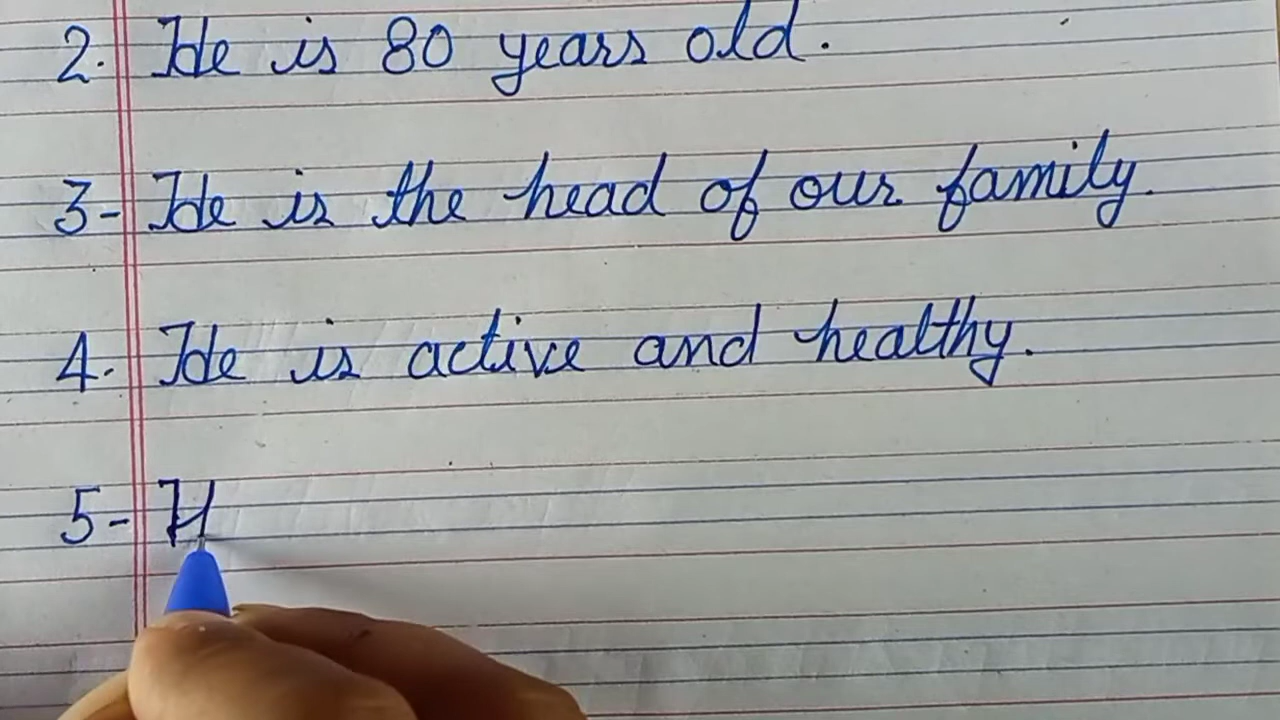 2. He is 80 years old.
3- He is the head of our family.
4. He is active and healthy.
5- H